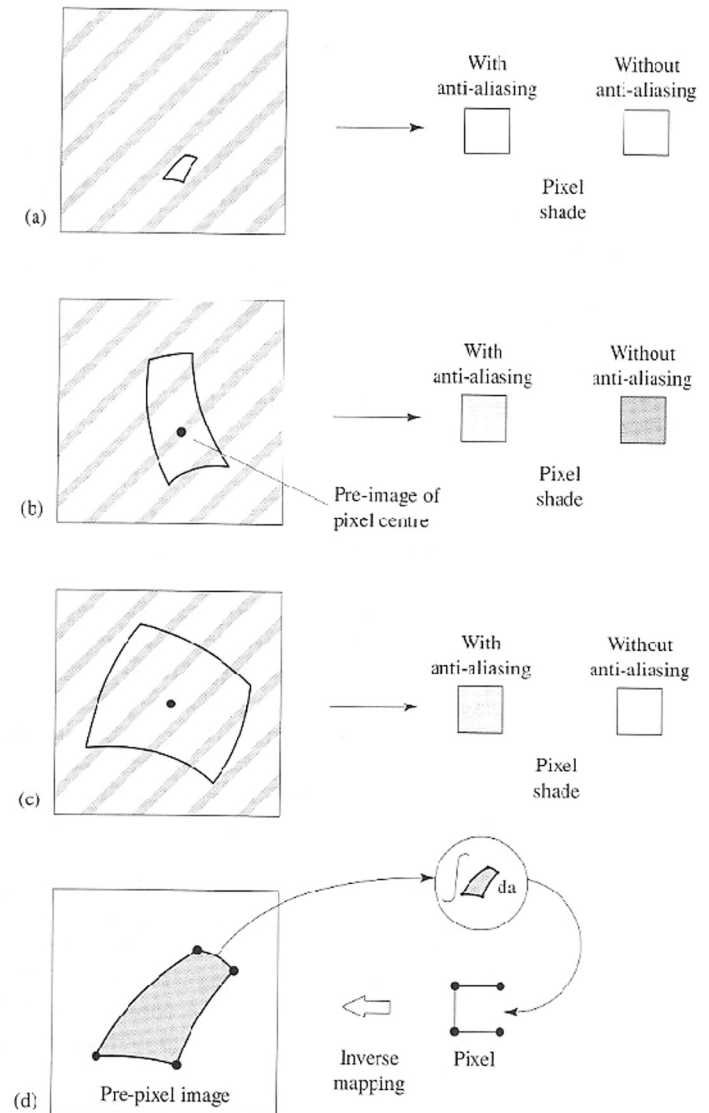 With
anti-aliasing
Without
anti-aliasing
Pixel
shade
(a)
With
anti-aliasing
Without
anti-aliasing
Pixel
shade
Pre-image of
pixel centre
(b)
With
anti-aliasing
Without
anti-aliasing
Pixel
shade
(c)
∫ da
Inverse
mapping
Pixel
Pre-pixel image
(d)